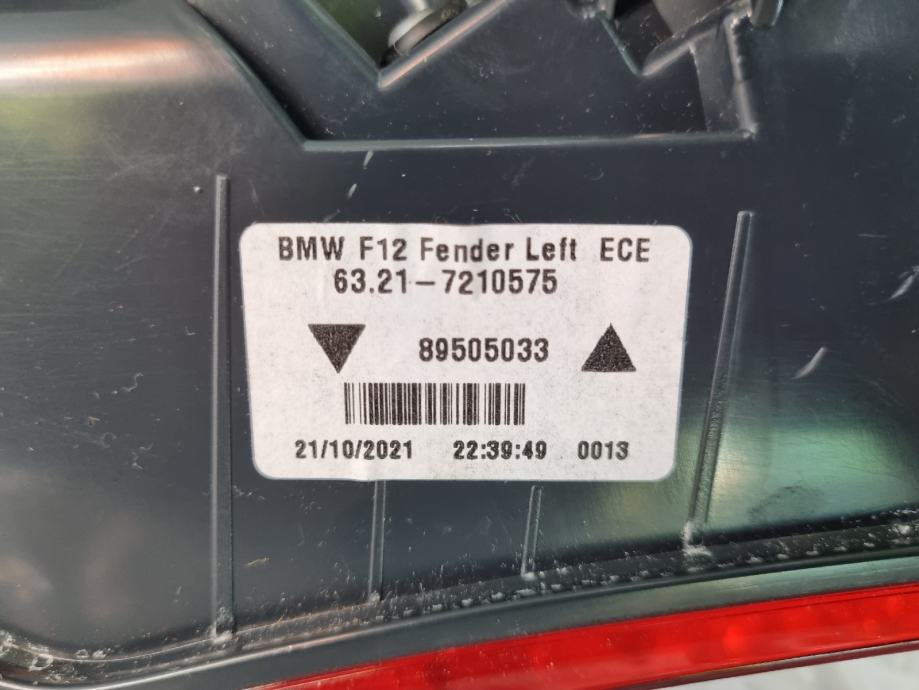 BMW F12 Fender Left ECE
63.21-7210575
89505033
21/10/2021 22:39:49 0013